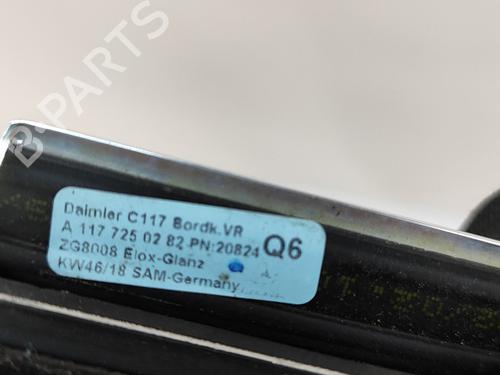 Daimler C117 Bordk.VR
A 117 725 02 82 PN:20824
Q6
ZG8008 Elox-Glanz
KW46/18 SAM-Germany
B-PARTS